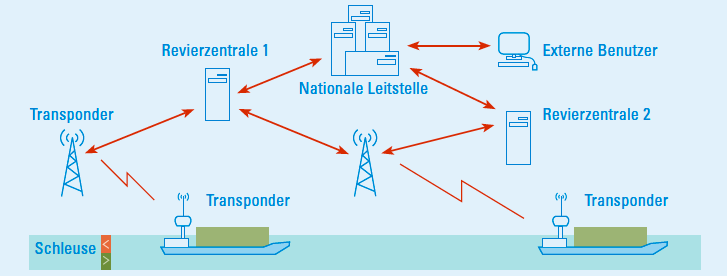 Revierzentrale 1
Nationale Leitstelle
Externe Benutzer
Transponder
Revierzentrale 2
Transponder
Transponder
Schleuse
<
>